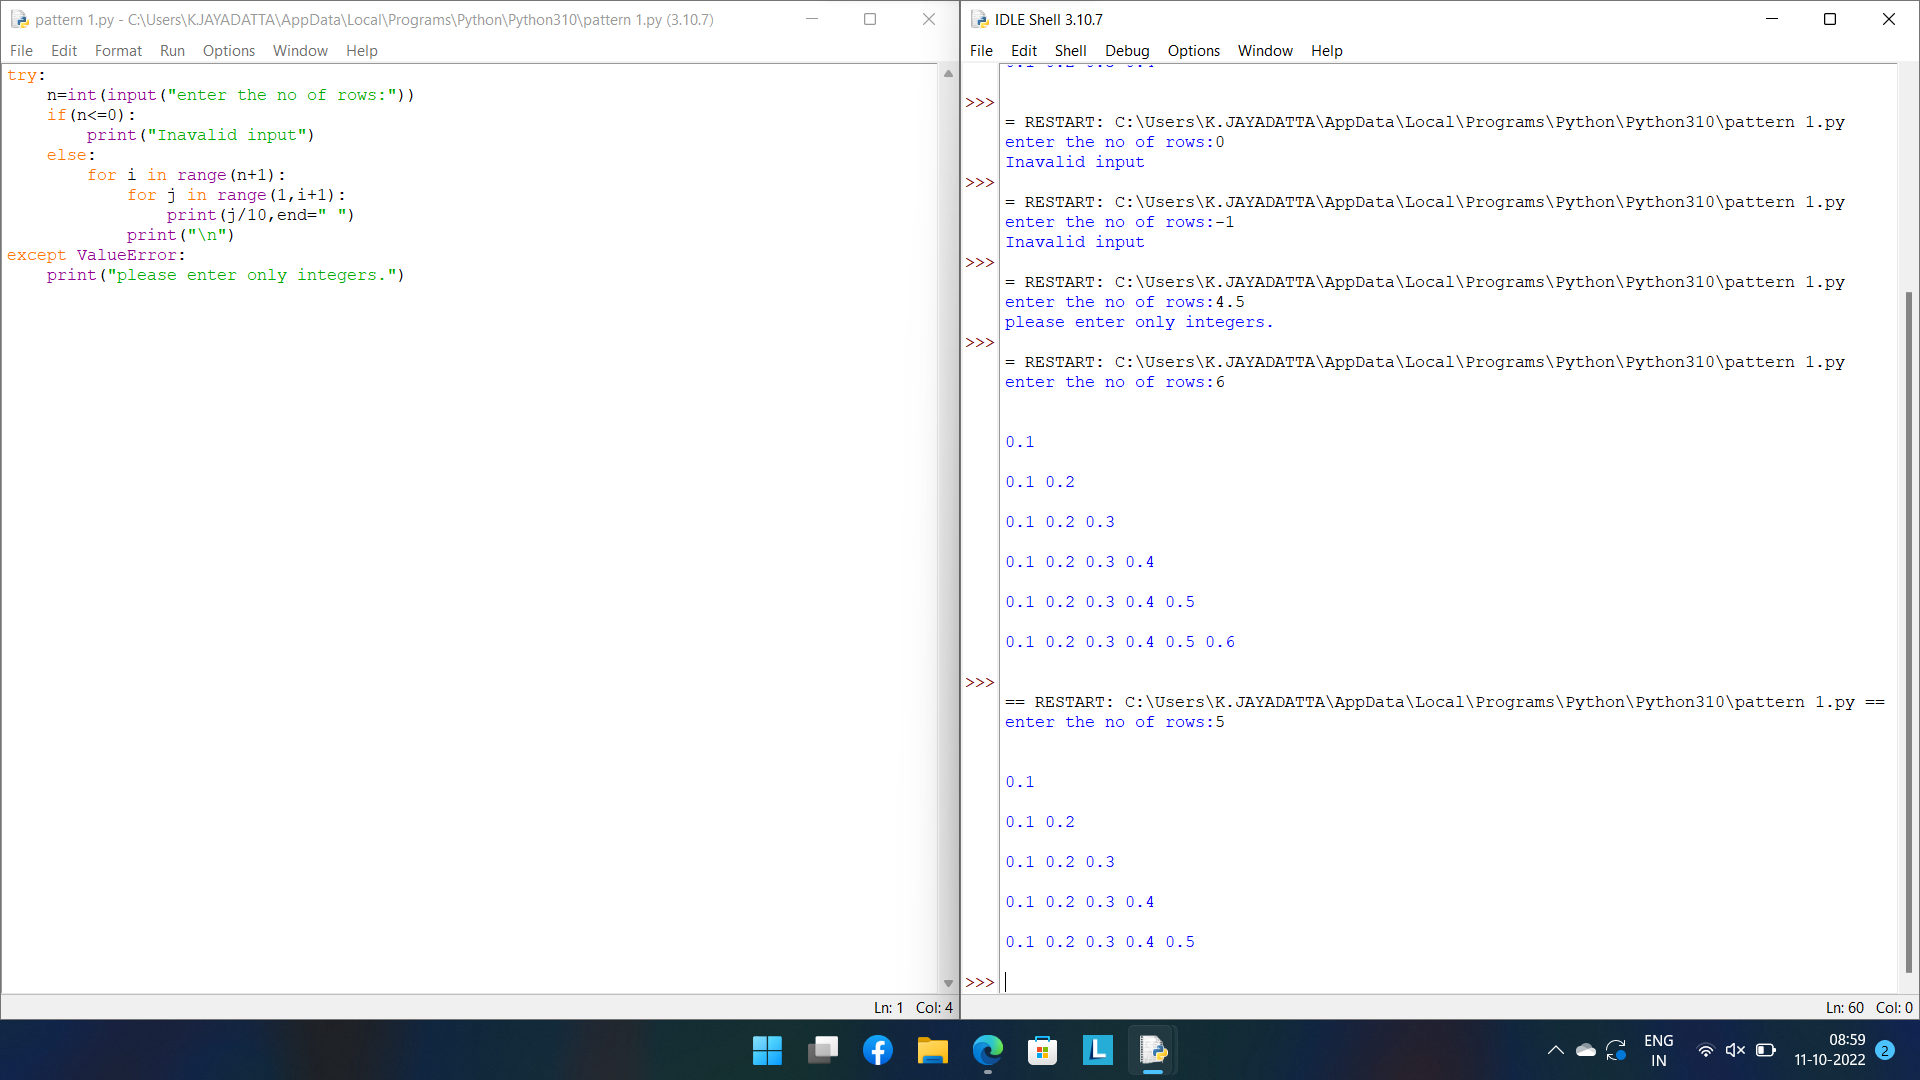 pattern 1.py - C:\Users\KJAYADATTA\AppData\Local\Programs\Python\Python310\pattern 1.py (3.10.7)
File Edit Format Run Options Window Help
try:
    n=int(input("enter the no of rows:"))
    if(n<=0):
        print("Inavalid input")
    else:
        for i in range(n+1):
            for j in range(1,i+1):
                print(j/10,end=" ")
            print("\n")
except ValueError:
    print("please enter only integers.")
Ln: 1 Col: 4
IDLE Shell 3.10.7
File Edit Shell Debug Options Window Help
>>>
= RESTART: C:\Users\K.JAYADATTA\AppData\Local\Programs\Python\Python310\pattern 1.py
enter the no of rows:0
Inavalid input
>>>
= RESTART: C:\Users\K.JAYADATTA\AppData\Local\Programs\Python\Python310\pattern 1.py
enter the no of rows:-1
Inavalid input
>>>
= RESTART: C:\Users\K.JAYADATTA\AppData\Local\Programs\Python\Python310\pattern 1.py
enter the no of rows:4.5
please enter only integers.
>>>
= RESTART: C:\Users\K.JAYADATTA\AppData\Local\Programs\Python\Python310\pattern 1.py
enter the no of rows:6
0.1
0.1 0.2
0.1 0.2 0.3
0.1 0.2 0.3 0.4
0.1 0.2 0.3 0.4 0.5
0.1 0.2 0.3 0.4 0.5 0.6
>>>
== RESTART: C:\Users\K.JAYADATTA\AppData\Local\Programs\Python\Python310\pattern 1.py ==
enter the no of rows:5
0.1
0.1 0.2
0.1 0.2 0.3
0.1 0.2 0.3 0.4
0.1 0.2 0.3 0.4 0.5
>>>
Ln: 60 Col: 0
L
ENG
IN
08:59
11-10-2022
2